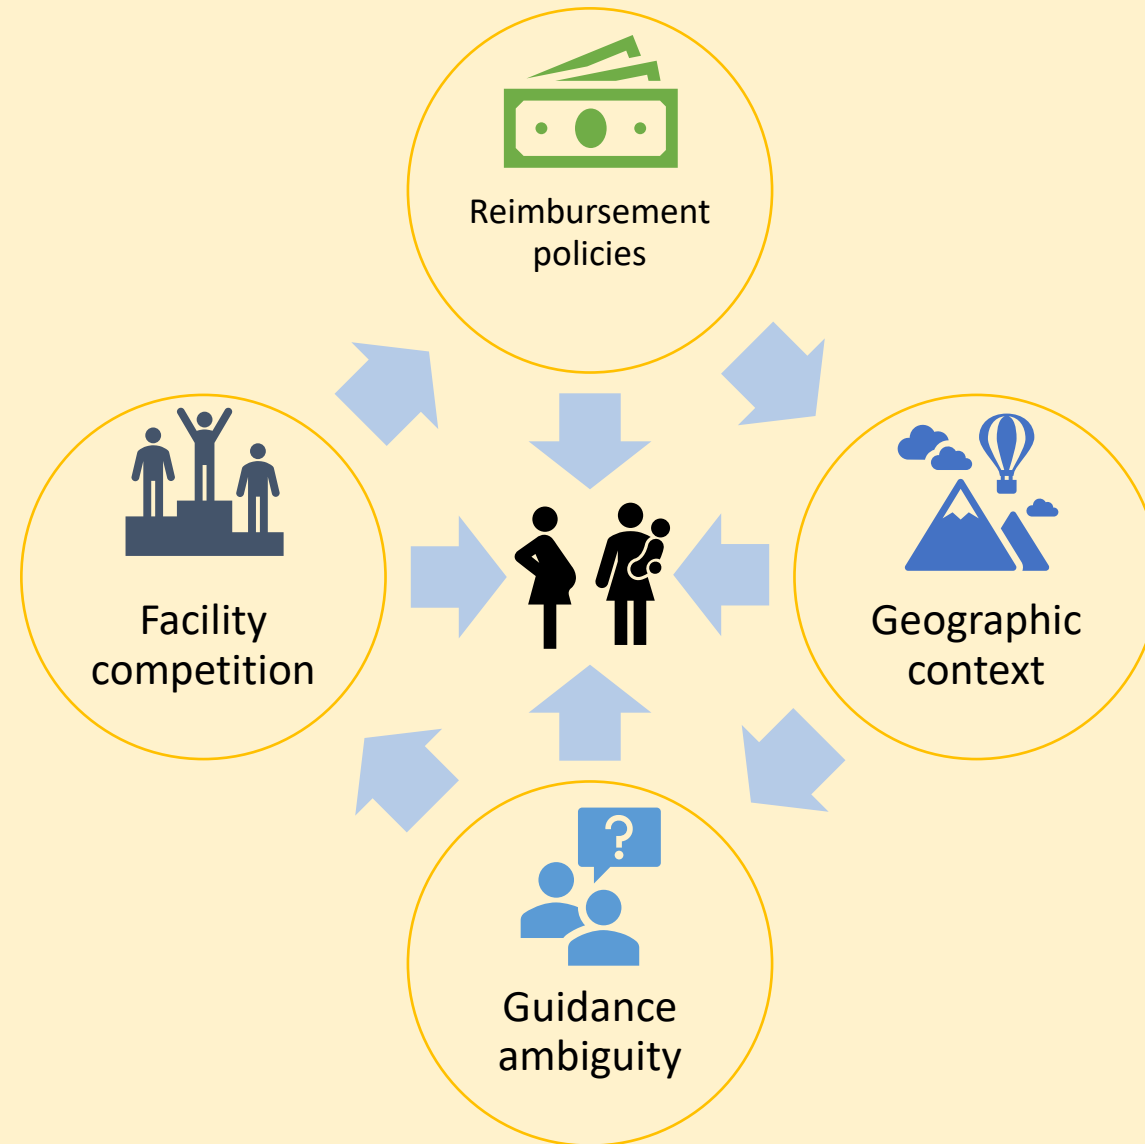 Reimbursement
policies
Facility
competition
Geographic
context
?
Guidance
ambiguity